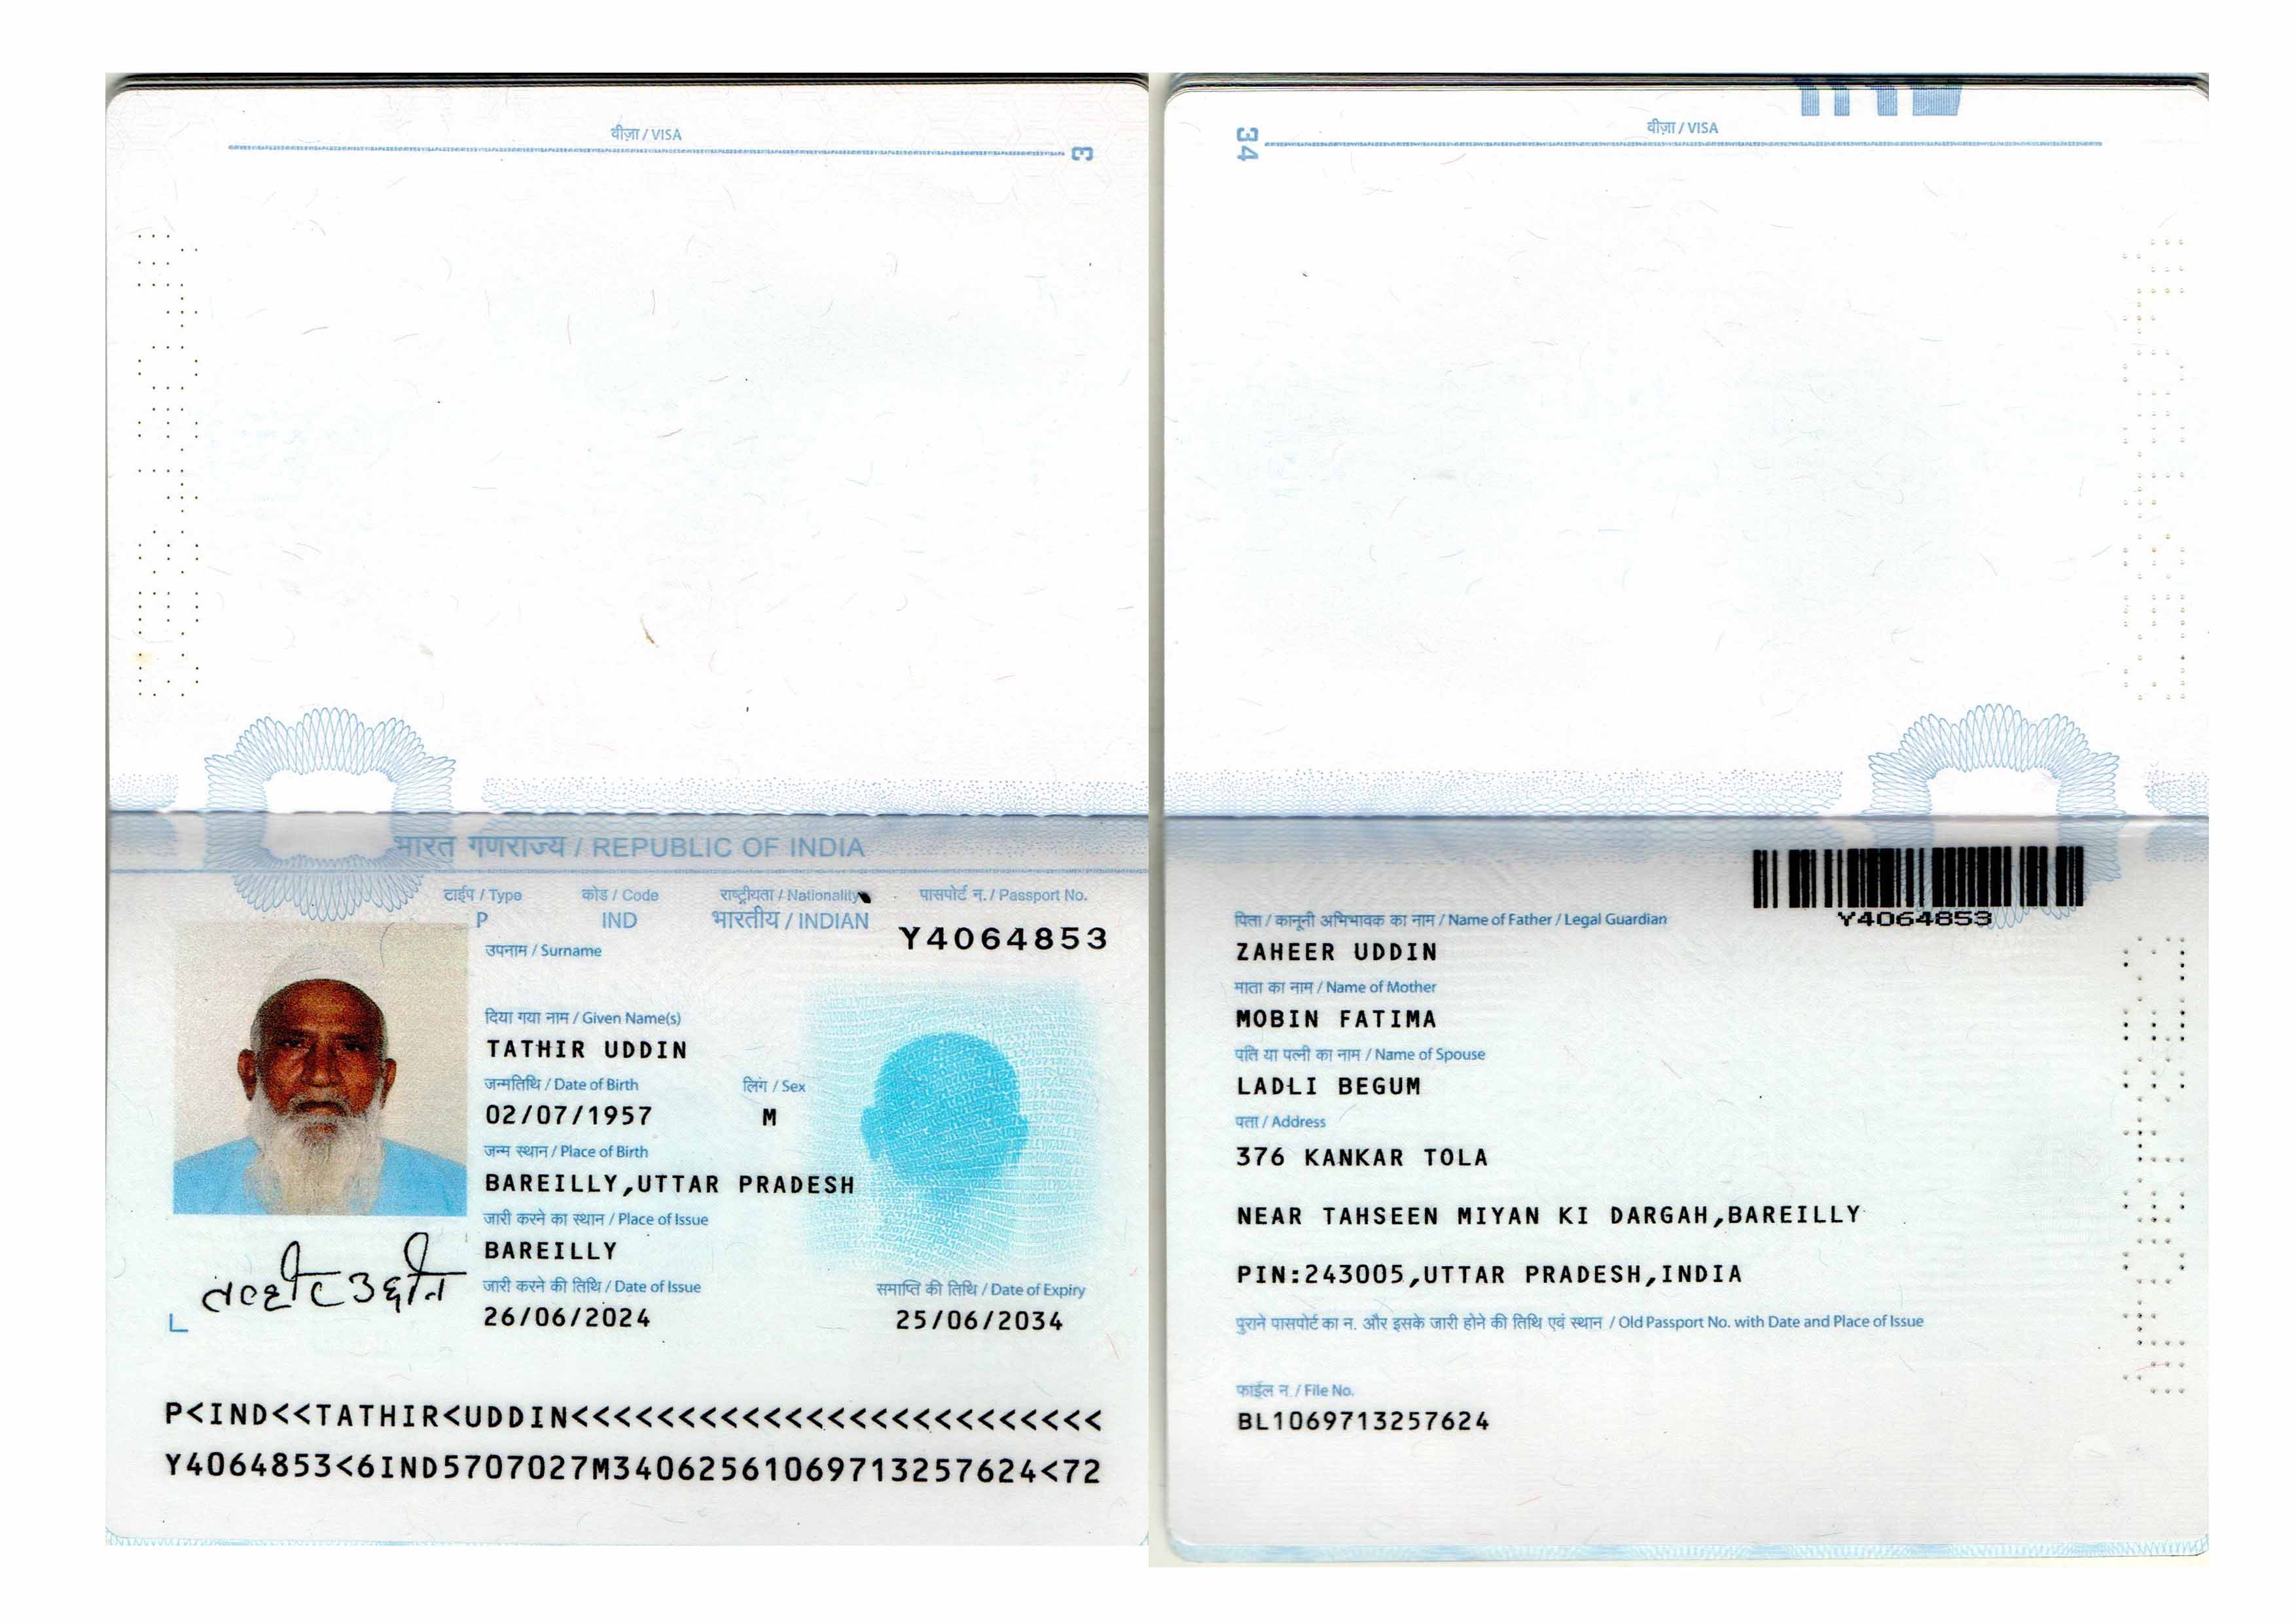 वीज़ा / VISA
3
भारत गणराज्य / REPUBLIC OF INDIA
टाईप / Type
कोड / Code
राष्ट्रीयता / Nationality
पासपोर्ट न. / Passport No.
P
IND
भारतीय / INDIAN
Y4064853
उपनाम / Surname
दिया गया नाम / Given Name(s)
TATHIR UDDIN
जन्मतिथि / Date of Birth
लिंग / Sex
02/07/1957
M
जन्म स्थान / Place of Birth
BAREILLY,UTTAR PRADESH
जारी करने का स्थान / Place of Issue
BAREILLY
जारी करने की तिथि / Date of Issue
समाप्ति की तिथि / Date of Expiry
26/06/2024
25/06/2034
P<IND<<TATHIR<UDDIN<<<<<<<<<<<<<<<<<<<<<<<<<
Y4064853<6IND5707027M34062561069713257624<72
34
वीज़ा / VISA
Y4064853
पिता / कानूनी अभिभावक का नाम / Name of Father / Legal Guardian
ZAHEER UDDIN
माता का नाम / Name of Mother
MOBIN FATIMA
पति या पत्नी का नाम / Name of Spouse
LADLI BEGUM
पता / Address
376 KANKAR TOLA
NEAR TAHSEEN MIYAN KI DARGAH,BAREILLY
PIN:243005,UTTAR PRADESH,INDIA
पुराने पासपोर्ट का न. और इसके जारी होने की तिथि एवं स्थान / Old Passport No. with Date and Place of Issue
फाईल न. / File No.
BL1069713257624